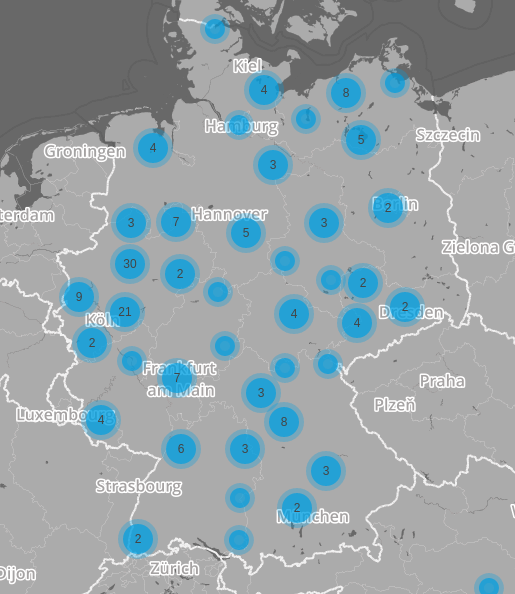 Kiel
4
8
Hamburg
5
Szczecin
4
Groningen
3
Berlin
2
terdam
3
7
Hannover
5
3
Zielona G
30
2
2
9
21
Köln
4
2
Dresden
4
2
Frankfurt
am Main
7
Praha
3
Plzeň
Luxembourg
4
8
6
3
3
Strasbourg
2
München
2
Zürich
Dijon